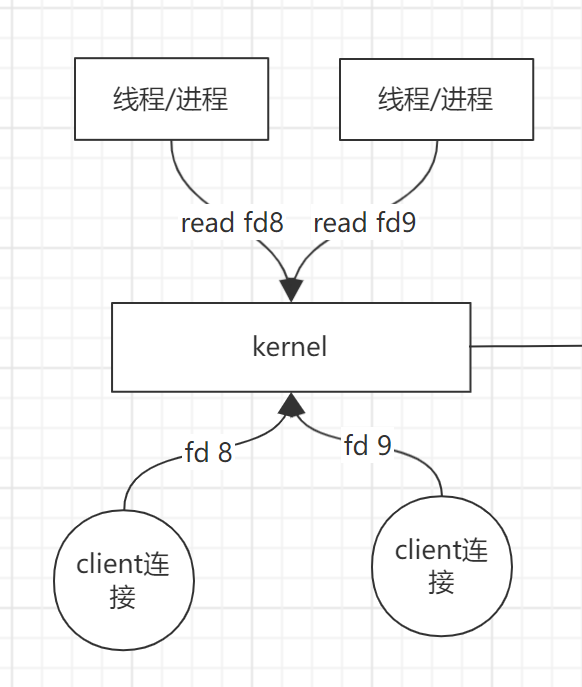 线程/进程
线程/进程
read fd8
read fd9
kernel
fd 8
fd 9
client连
接
client连
接